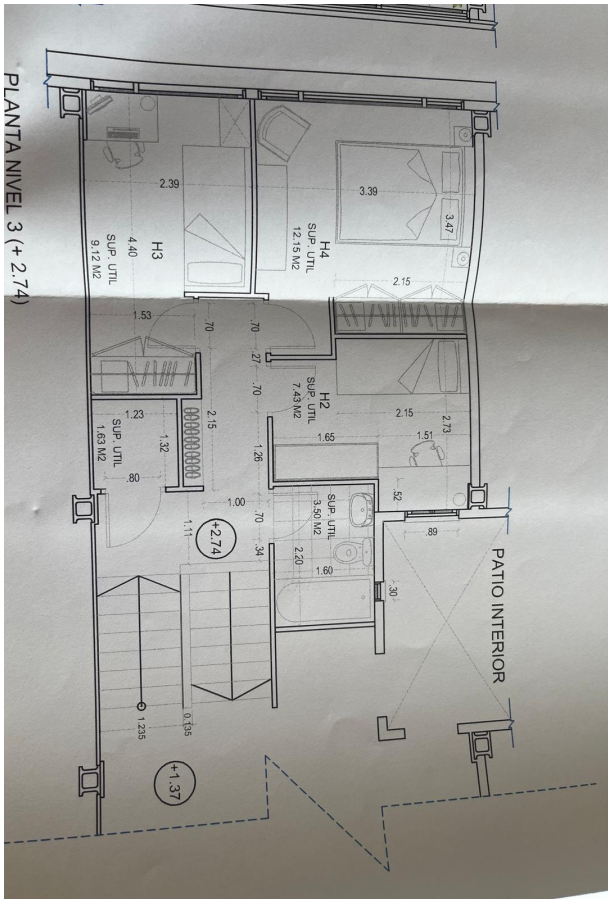 PLANTA NIVEL 3 (+ 2.74)
H3
SUP. UTIL
9.12 M2
2.39
4.40
1.53
H4
SUP. UTIL
12.15 M2
3.39
3.47
2.15
.70
.70
.27
.70
H2
SUP. UTIL
7.43 M2
2.15
2.73
1.51
1.65
.52
.89
2.15
1.26
1.23
SUP. UTIL
1.63 M2
1.32
.80
1.00
1.11
+2.74
.70
.34
SUP. UTIL
3.50 M2
2.20
1.60
.30
PATIO INTERIOR
1.235
0.135
+1.37